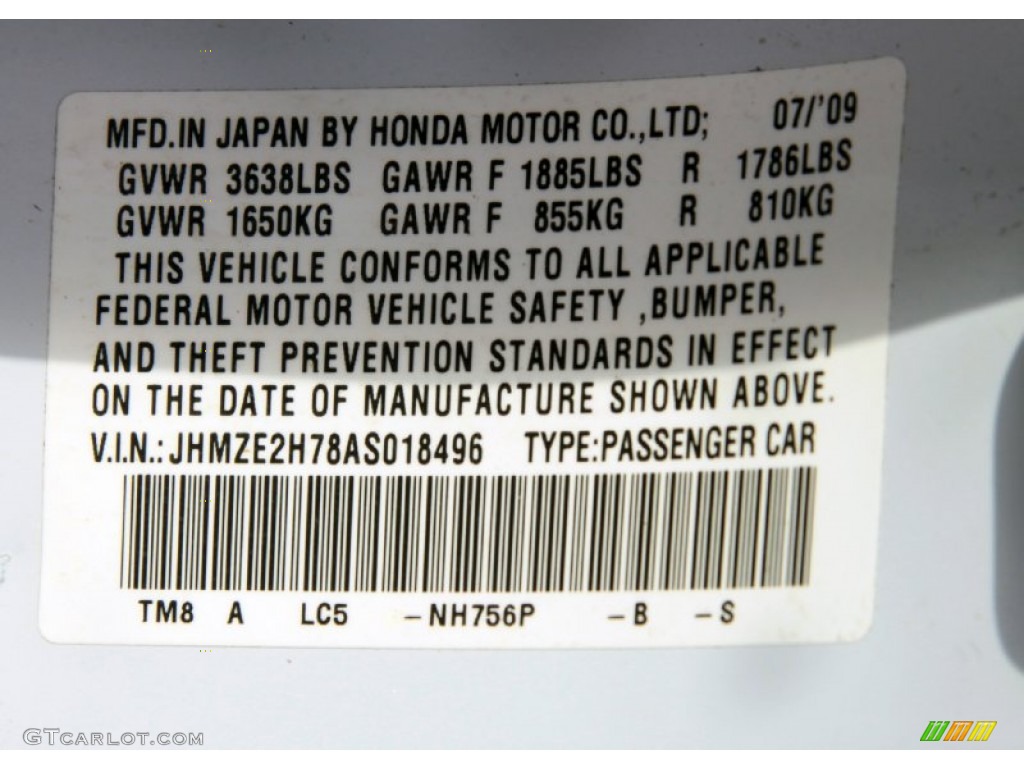 MFD.IN JAPAN BY HONDA MOTOR CO.,LTD; 07/'09
GVWR 3638LBS GAWR F 1885LBS R 1786LBS
GVWR 1650KG GAWR F 855KG R 810KG
THIS VEHICLE CONFORMS TO ALL APPLICABLE
FEDERAL MOTOR VEHICLE SAFETY ,BUMPER,
AND THEFT PREVENTION STANDARDS IN EFFECT
ON THE DATE OF MANUFACTURE SHOWN ABOVE.
V.I.N.: JHMZE2H78AS018496 TYPE:PASSENGER CAR
TM8 A LC5 -NH756P -B -S
GTCARLOT.COM